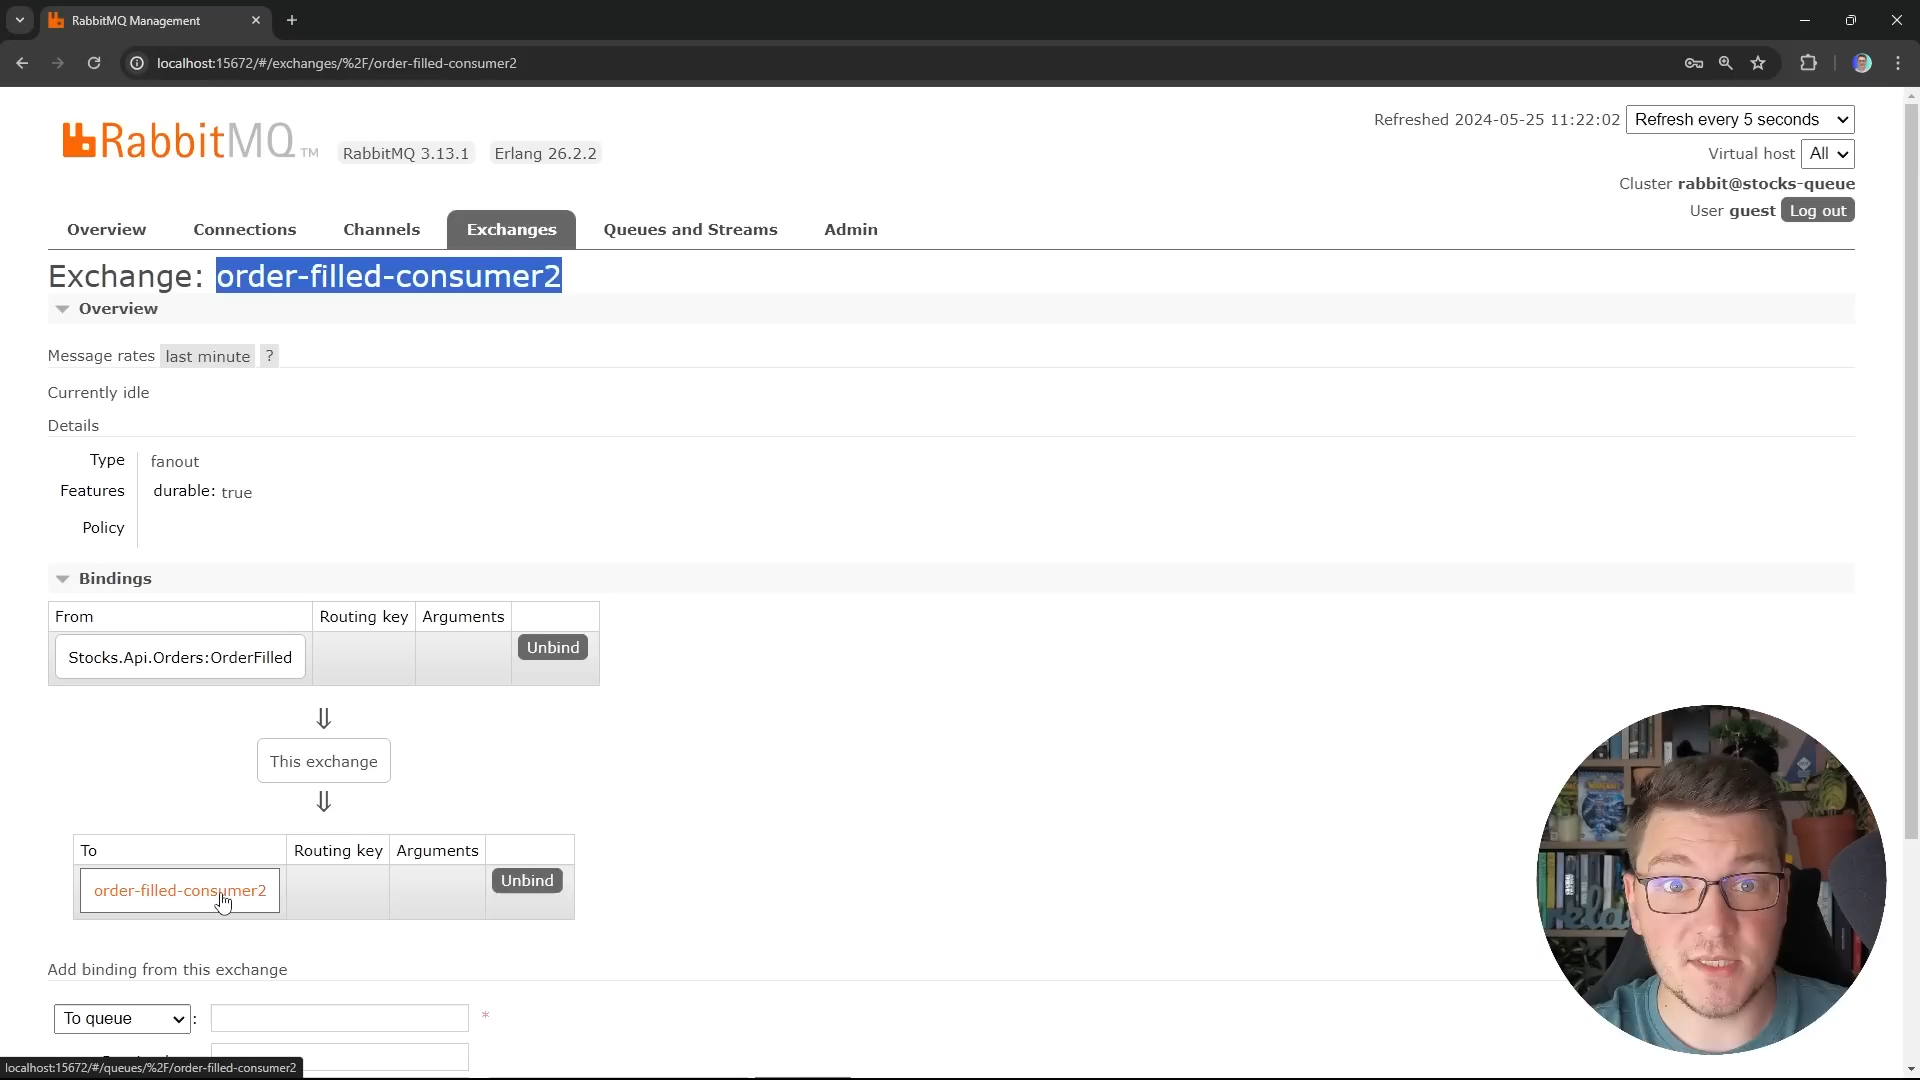 RabbitMQ Management
localhost:15672/#/exchanges/%2F/order-filled-consumer2
RabbitMQ TM
RabbitMQ 3.13.1
Erlang 26.2.2
Refreshed 2024-05-25 11:22:02
Refresh every 5 seconds
Virtual host All
Cluster rabbit@stocks-queue
User guest Log out
Overview
Connections
Channels
Exchanges
Queues and Streams
Admin
Exchange: order-filled-consumer2
Overview
Message rates last minute ?
Currently idle
Details
Type fanout
Features durable: true
Policy
Bindings
From Routing key Arguments
Stocks.Api.Orders:OrderFilled Unbind
⇓
This exchange
⇓
To Routing key Arguments
order-filled-consumer2 Unbind
Add binding from this exchange
To queue : *
localhost:15672/#/queues/%2F/order-filled-consumer2